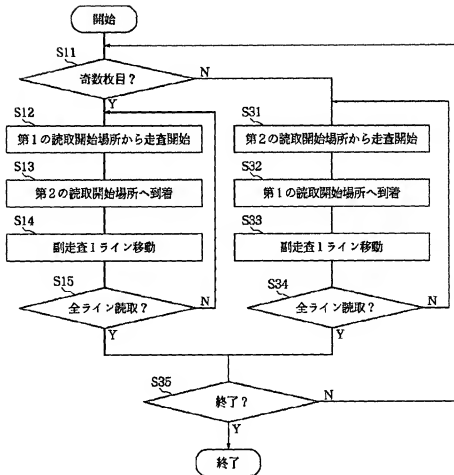 開始
S11
奇数枚目？
N
Y
S12
第1の読取開始場所から走査開始
S13
第2の読取開始場所へ到着
S14
副走査1ライン移動
S15
全ライン読取？
N
Y
S31
第2の読取開始場所から走査開始
S32
第1の読取開始場所へ到着
S33
副走査1ライン移動
S34
全ライン読取？
N
Y
S35
終了？
N
Y
終了